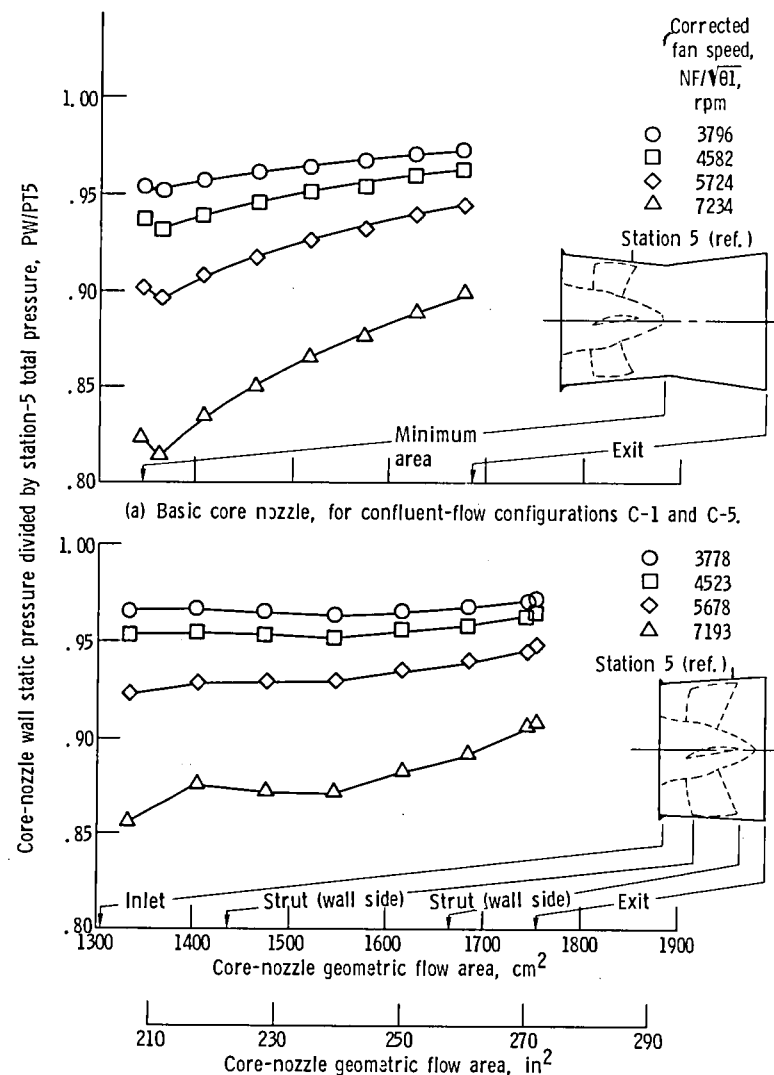 Corrected
fan speed,
NF/√θI,
rpm
3796
4582
5724
7234
1.00
.95
.90
.85
.80
Station 5 (ref.)
Minimum
area
Exit
(a) Basic core nozzle, for confluent-flow configurations C-1 and C-5.
Core-nozzle wall static pressure divided by station-5 total pressure, PW/PT5
1.00
.95
.90
.85
.80
3778
4523
5678
7193
Station 5 (ref.)
Inlet
Strut (wall side)
Strut (wall side)
Exit
1300 1400 1500 1600 1700 1800 1900
Core-nozzle geometric flow area, cm²
210 230 250 270 290
Core-nozzle geometric flow area, in²